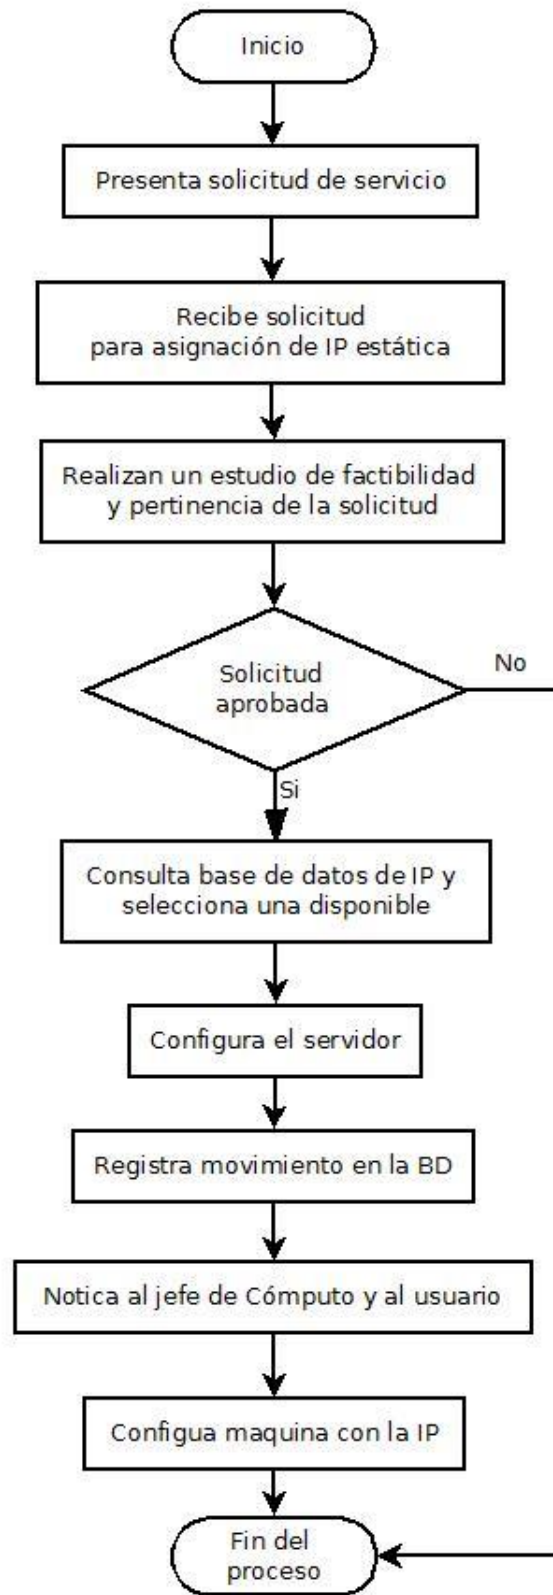 Inicio
Presenta solicitud de servicio
Recibe solicitud
para asignación de IP estática
Realizan un estudio de factibilidad
y pertinencia de la solicitud
Solicitud
aprobada
No
Si
Consulta base de datos de IP y
selecciona una disponible
Configura el servidor
Registra movimiento en la BD
Notica al jefe de Cómputo y al usuario
Configua maquina con la IP
Fin del
proceso